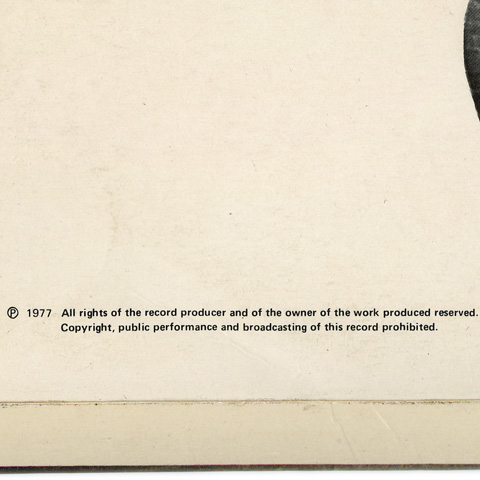 ℗ 1977 All rights of the record producer and of the owner of the work produced reserved.
Copyright, public performance and broadcasting of this record prohibited.